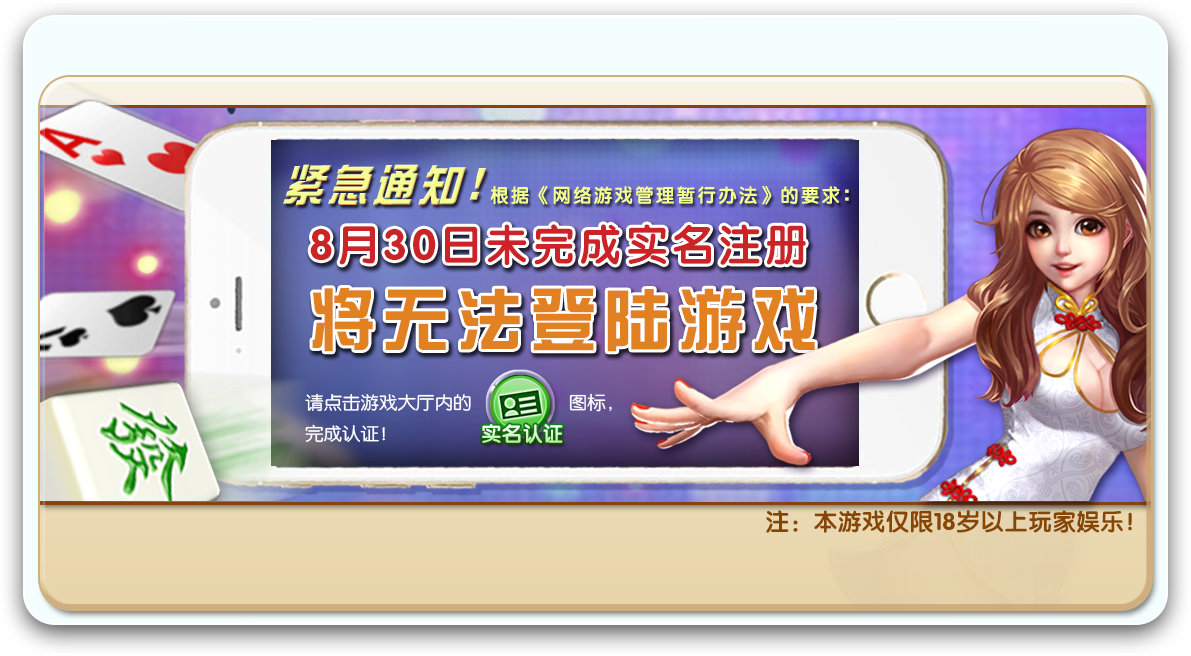 紧急通知！根据《网络游戏管理暂行办法》的要求：
8月30日未完成实名注册
将无法登陆游戏
请点击游戏大厅内的 实名认证 图标，
完成认证！
注：本游戏仅限18岁以上玩家娱乐！
A
發